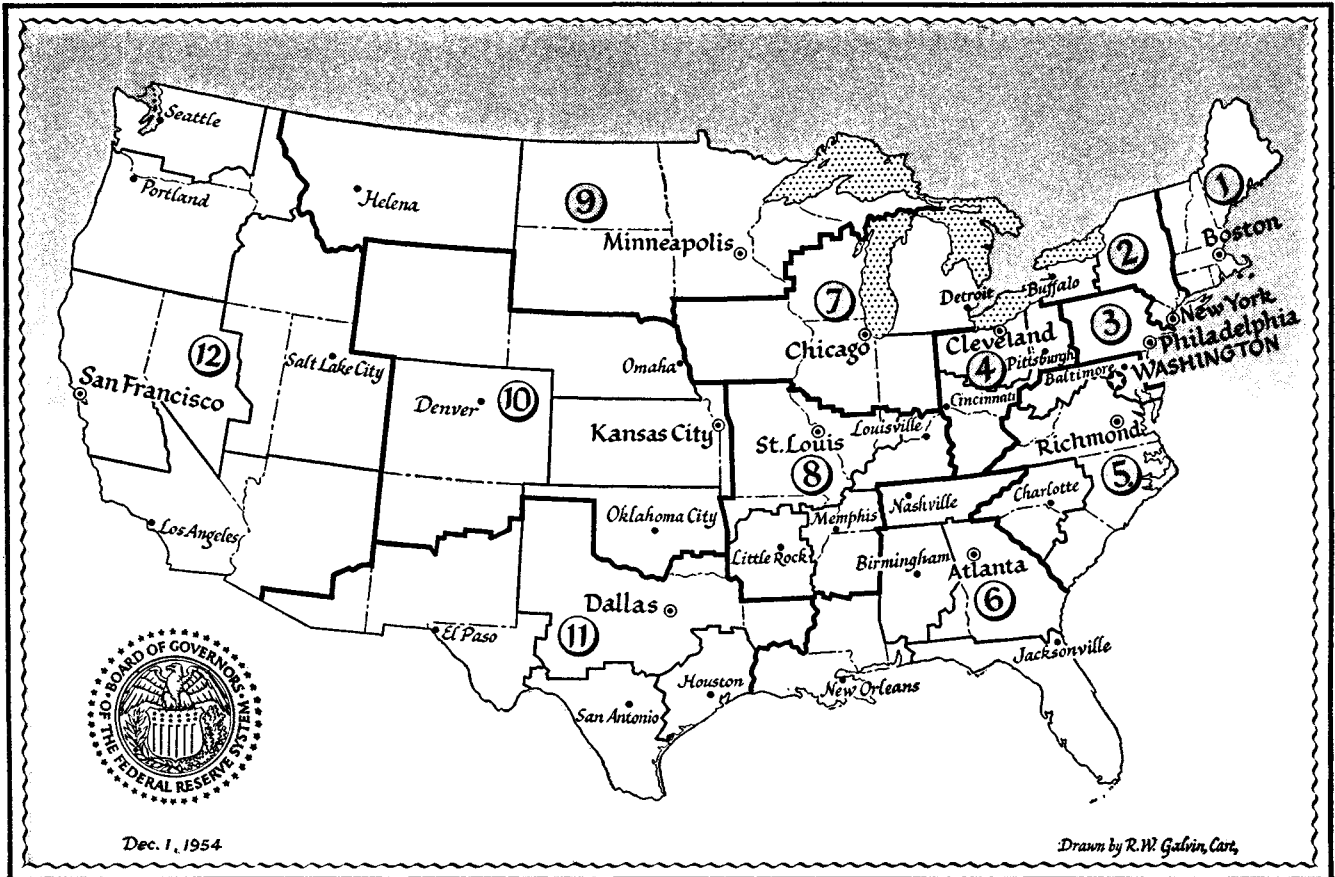 Seattle
Portland
Helena
9
Minneapolis
1
Boston
2
Buffalo
Detroit
7
Chicago
Cleveland
4
Pittsburgh
3
New York
Philadelphia
WASHINGTON
Baltimore
Cincinnati
12
Salt Lake City
San Francisco
Omaha
Denver
10
Kansas City
St. Louis
Louisville
8
Richmond
5
Charlotte
Nashville
Memphis
Los Angeles
Oklahoma City
Little Rock
Birmingham
Atlanta
6
Dallas
11
El Paso
Houston
San Antonio
New Orleans
Jacksonville
BOARD OF GOVERNORS
OF THE FEDERAL RESERVE SYSTEM
Dec. 1, 1954
Drawn by R.W. Galvin, Cart,